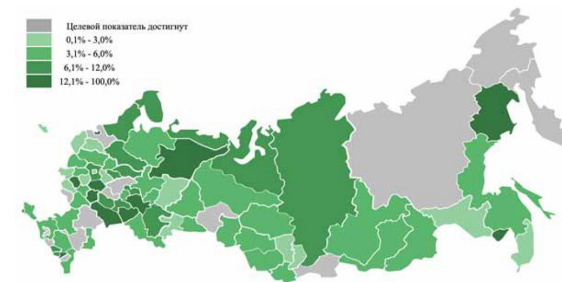 Целевой показатель достигнут
0,1% - 3,0%
3,1% - 6,0%
6,1% - 12,0%
12,1% - 100,0%